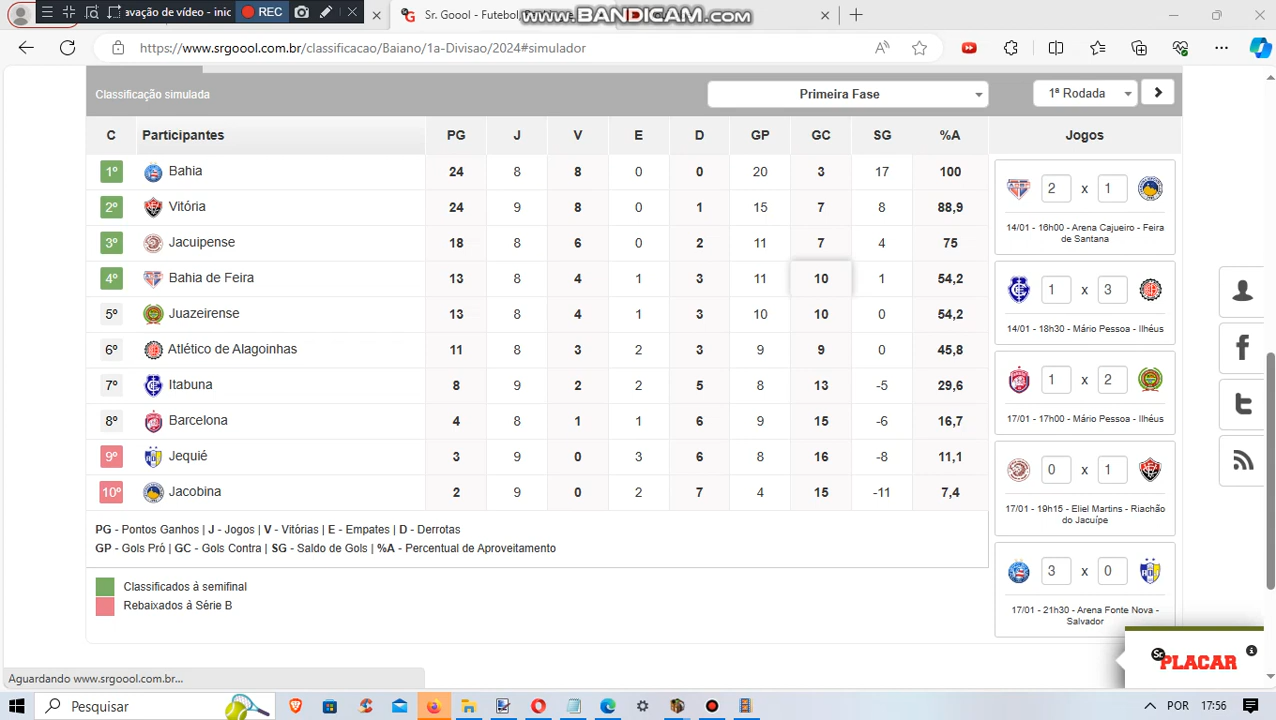 avação de vídeo - inic
REC
Sr. Goool - Futebol
www.BANDICAM.com
https://www.srgoool.com.br/classificacao/Baiano/1a-Divisao/2024#simulador
Classificação simulada
Primeira Fase
1ª Rodada
C Participantes PG J V E D GP GC SG %A Jogos
1º Bahia 24 8 8 0 0 20 3 17 100
2º Vitória 24 9 8 0 1 15 7 8 88,9
3º Jacuipense 18 8 6 0 2 11 7 4 75
4º Bahia de Feira 13 8 4 1 3 11 10 1 54,2
5º Juazeirense 13 8 4 1 3 10 10 0 54,2
6º Atlético de Alagoinhas 11 8 3 2 3 9 9 0 45,8
7º Itabuna 8 9 2 2 5 8 13 -5 29,6
8º Barcelona 4 8 1 1 6 9 15 -6 16,7
9º Jequié 3 9 0 3 6 8 16 -8 11,1
10º Jacobina 2 9 0 2 7 4 15 -11 7,4
PG - Pontos Ganhos | J - Jogos | V - Vitórias | E - Empates | D - Derrotas
GP - Gols Pró | GC - Gols Contra | SG - Saldo de Gols | %A - Percentual de Aproveitamento
Classificados à semifinal
Rebaixados à Série B
2 x 1
14/01 - 16h00 - Arena Cajueiro - Feira
de Santana
1 x 3
14/01 - 18h30 - Mário Pessoa - Ilhéus
1 x 2
17/01 - 17h00 - Mário Pessoa - Ilhéus
0 x 1
17/01 - 19h15 - Eliel Martins - Riachão
do Jacuípe
3 x 0
17/01 - 21h30 - Arena Fonte Nova -
Salvador
Sr. PLACAR
Aguardando www.srgoool.com.br...
Pesquisar
POR
17:56